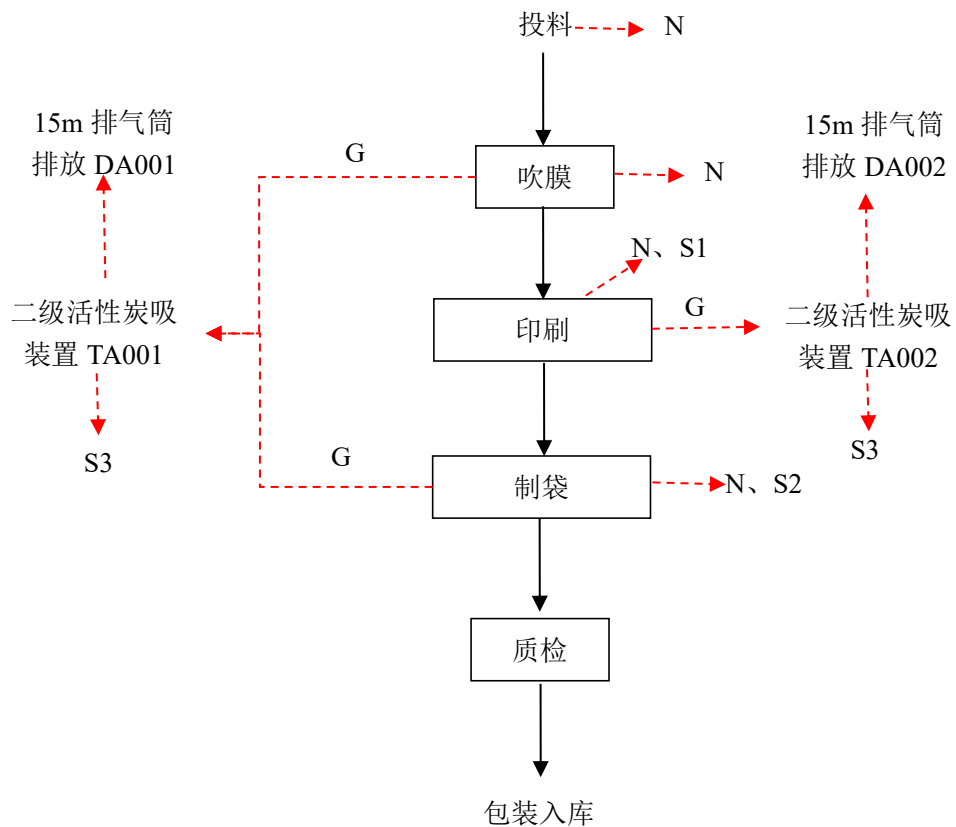 投料
N
15m 排气筒
排放 DA001
G
吹膜
N
15m 排气筒
排放 DA002
N、S1
二级活性炭吸
装置 TA001
印刷
G
二级活性炭吸
装置 TA002
S3
G
制袋
N、S2
S3
质检
包装入库